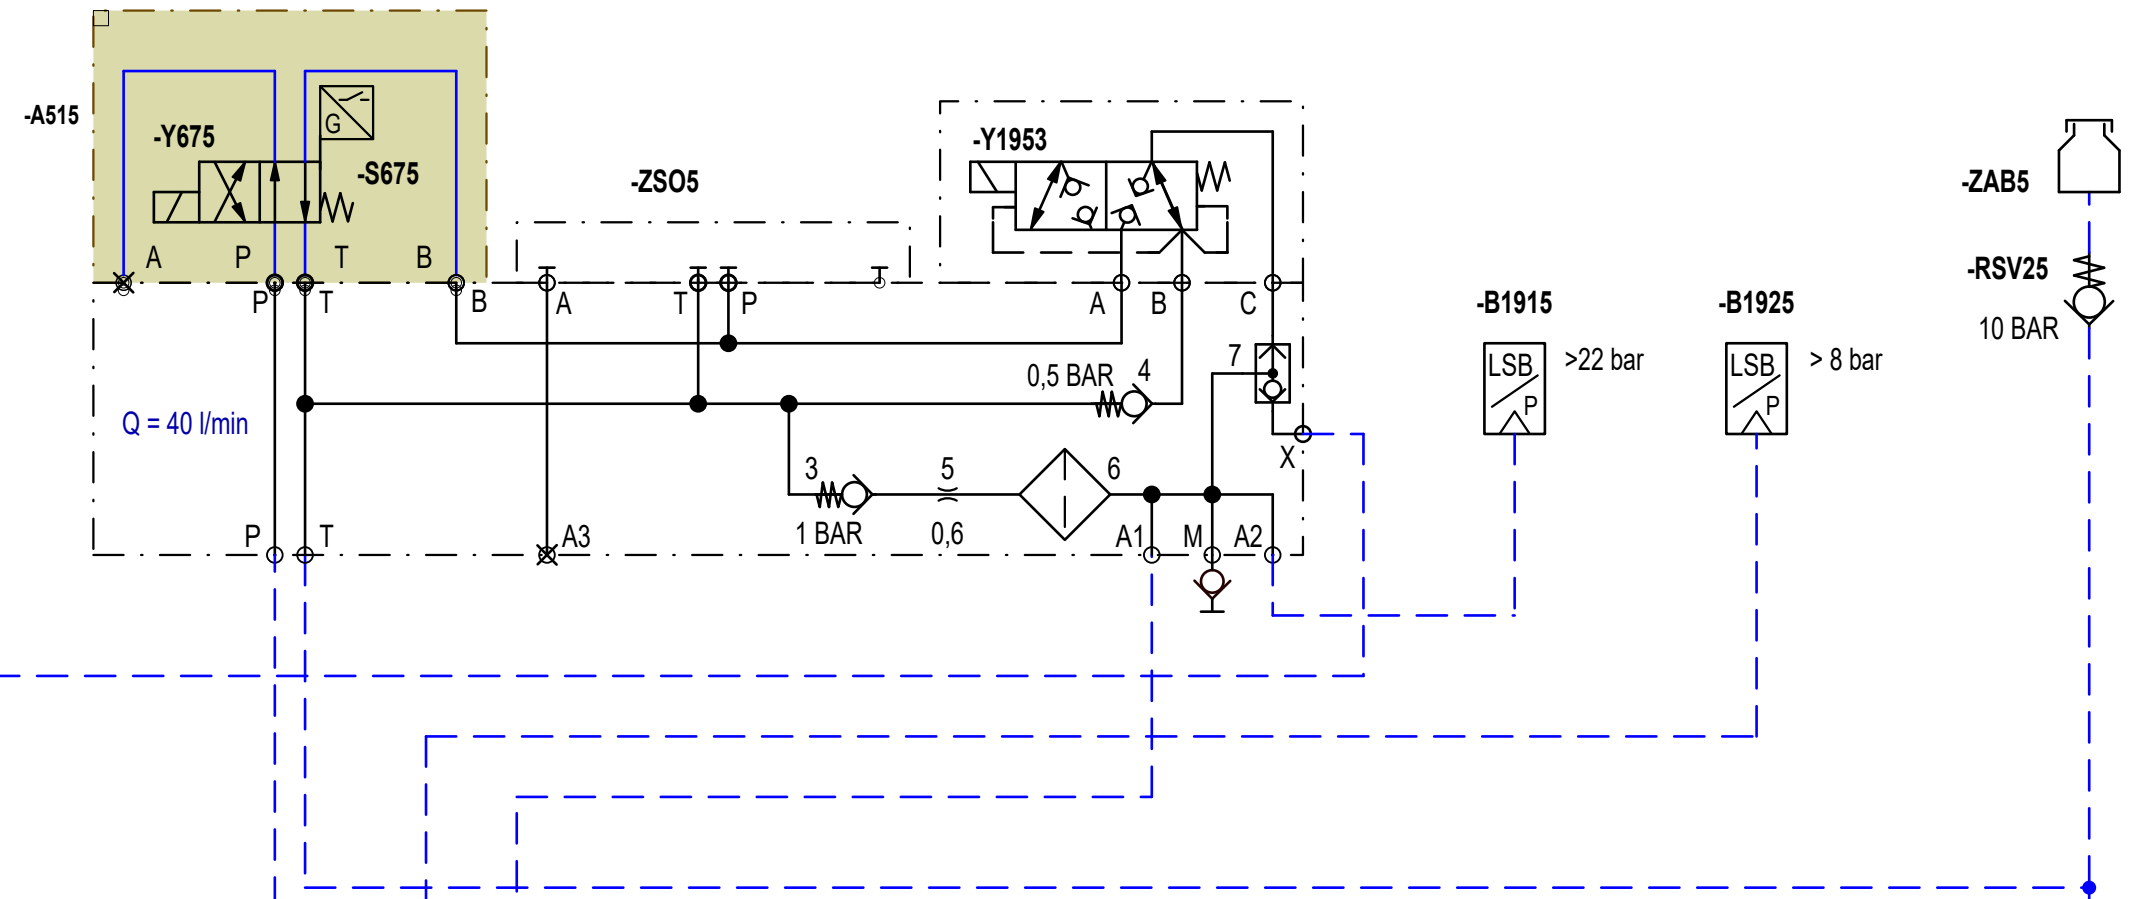 -A515
-Y675
G
-S675
A
P
T
B
P
T
B
Q = 40 l/min
P
T
-ZSO5
A
T
P
A3
-Y1953
A
B
C
0,5 BAR
4
7
X
3
1 BAR
5
0,6
6
A1
M
A2
-B1915
LSB
P
>22 bar
-B1925
LSB
P
> 8 bar
-ZAB5
-RSV25
10 BAR